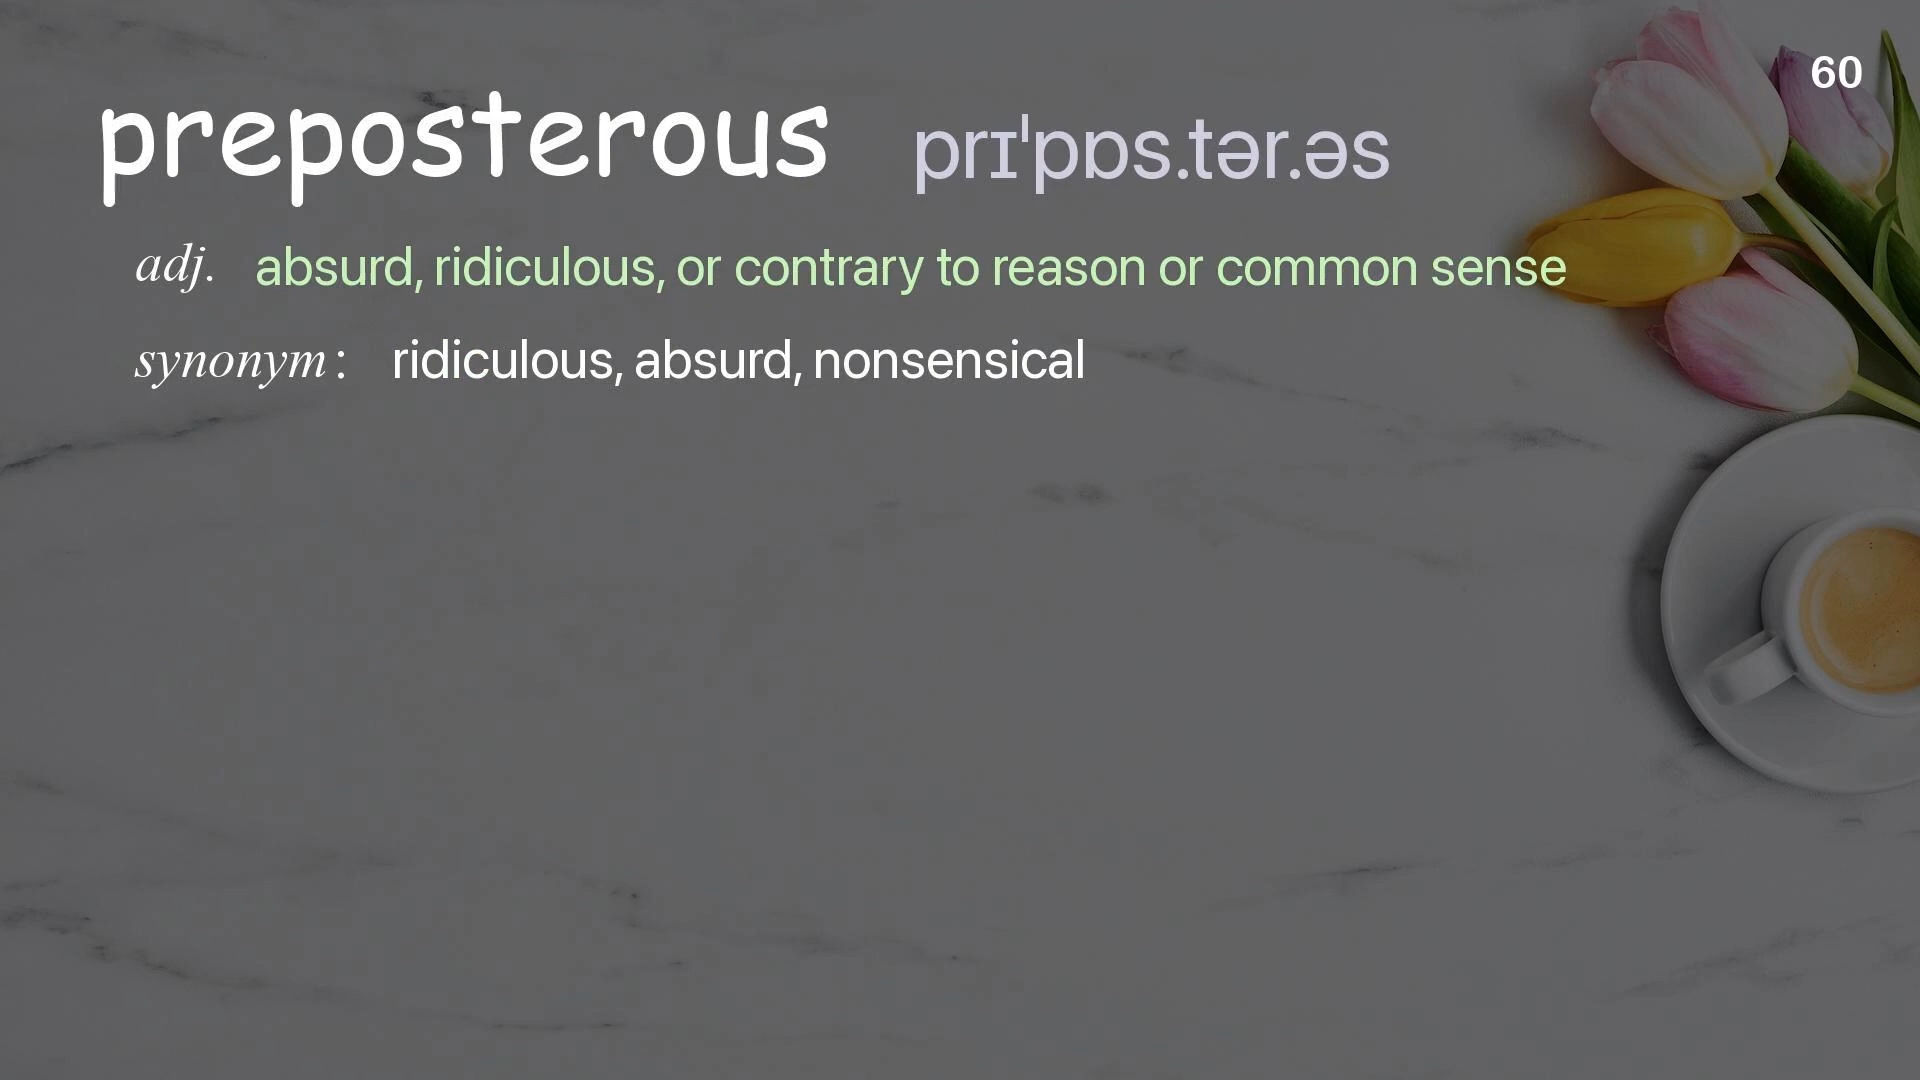 60
preposterous prɪˈpɒs.tər.əs
adj. absurd, ridiculous, or contrary to reason or common sense
synonym : ridiculous, absurd, nonsensical